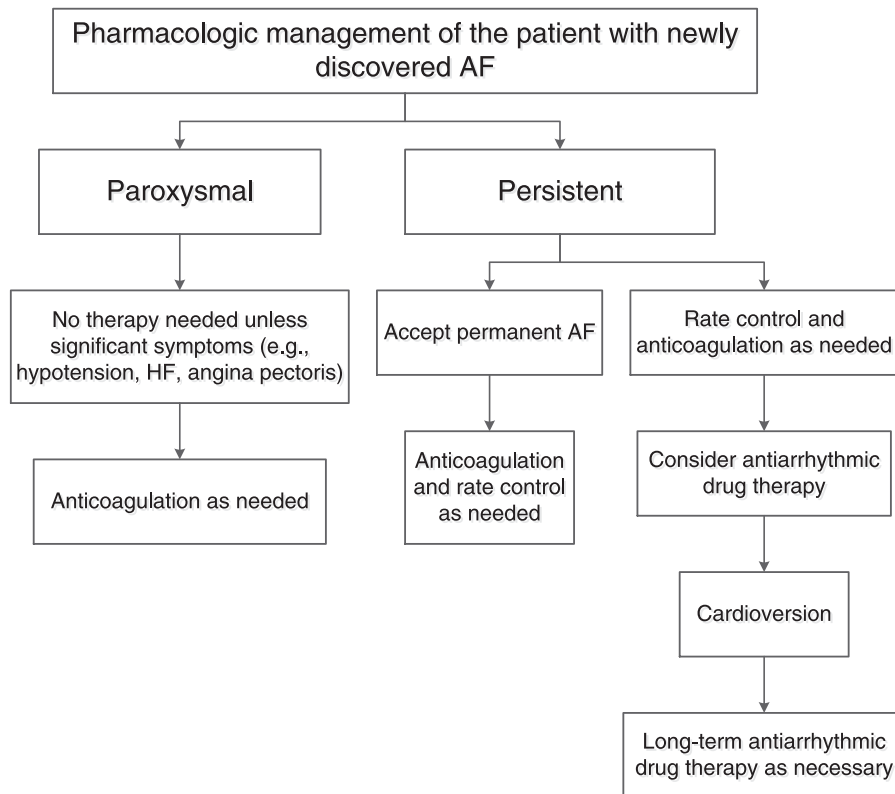 Pharmacologic management of the patient with newly
discovered AF
Paroxysmal
Persistent
No therapy needed unless
significant symptoms (e.g.,
hypotension, HF, angina pectoris)
Accept permanent AF
Rate control and
anticoagulation as needed
Anticoagulation as needed
Anticoagulation
and rate control
as needed
Consider antiarrhythmic
drug therapy
Cardioversion
Long-term antiarrhythmic
drug therapy as necessary